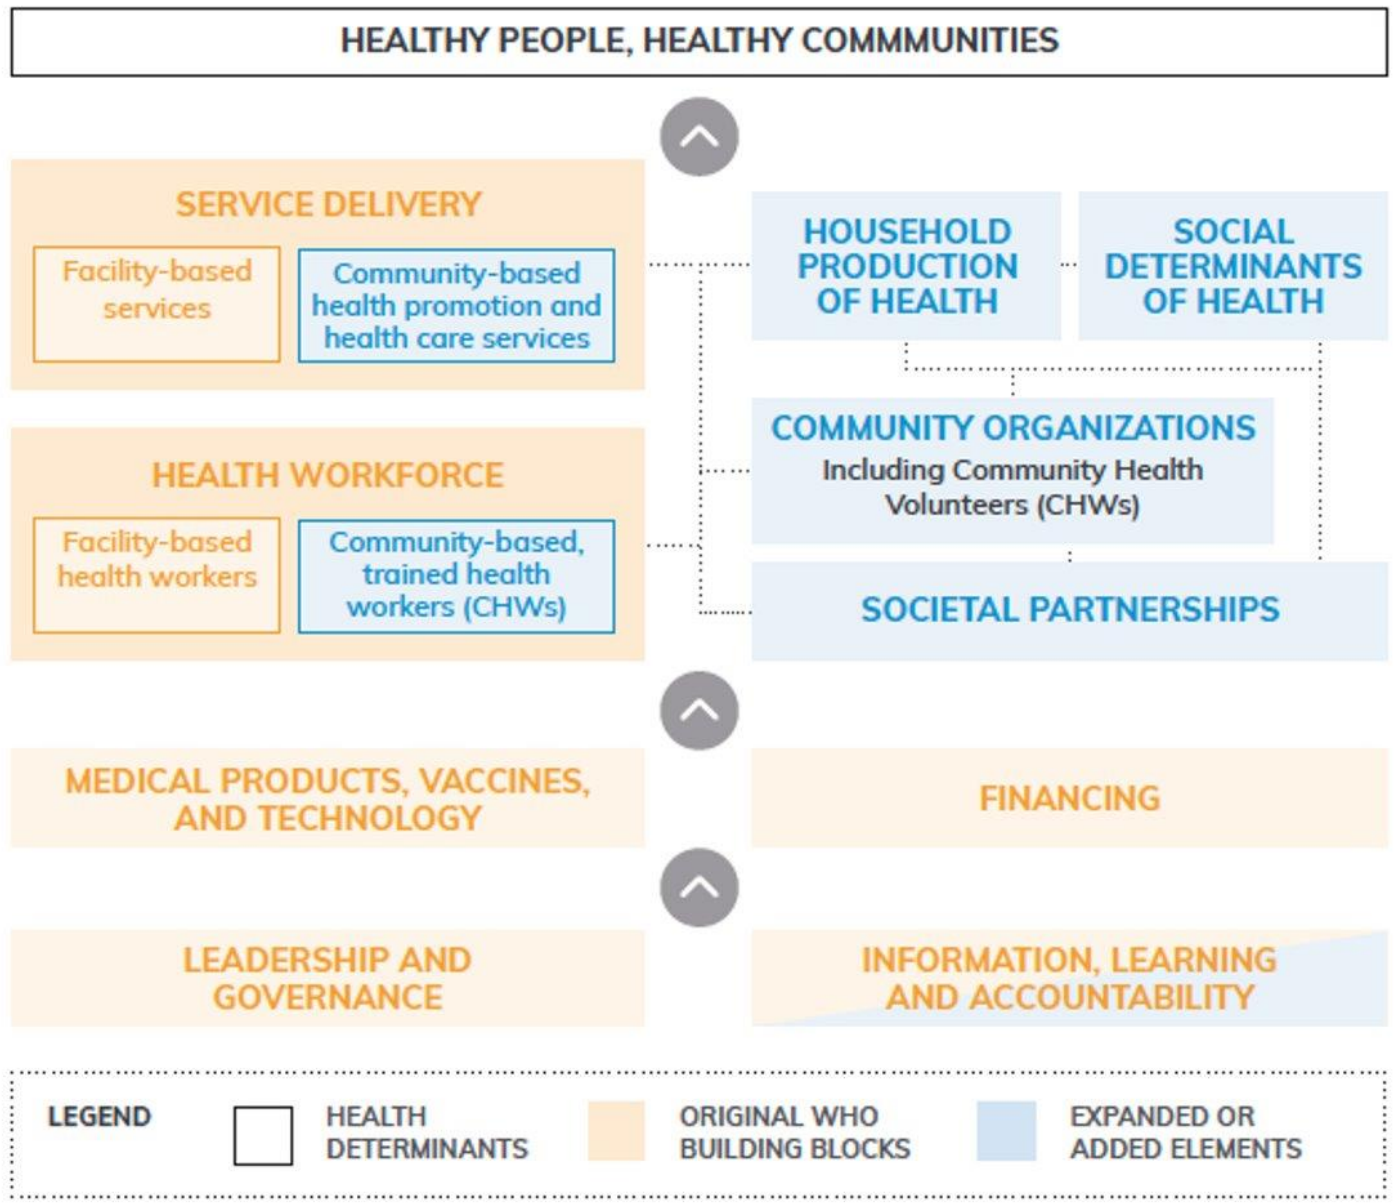 HEALTHY PEOPLE, HEALTHY COMMMUNITIES
SERVICE DELIVERY
Facility-based
services
Community-based
health promotion and
health care services
HOUSEHOLD
PRODUCTION
OF HEALTH
SOCIAL
DETERMINANTS
OF HEALTH
HEALTH WORKFORCE
Facility-based
health workers
Community-based,
trained health
workers (CHWs)
COMMUNITY ORGANIZATIONS
Including Community Health
Volunteers (CHWs)
SOCIETAL PARTNERSHIPS
MEDICAL PRODUCTS, VACCINES,
AND TECHNOLOGY
FINANCING
LEADERSHIP AND
GOVERNANCE
INFORMATION, LEARNING
AND ACCOUNTABILITY
LEGEND
HEALTH
DETERMINANTS
ORIGINAL WHO
BUILDING BLOCKS
EXPANDED OR
ADDED ELEMENTS